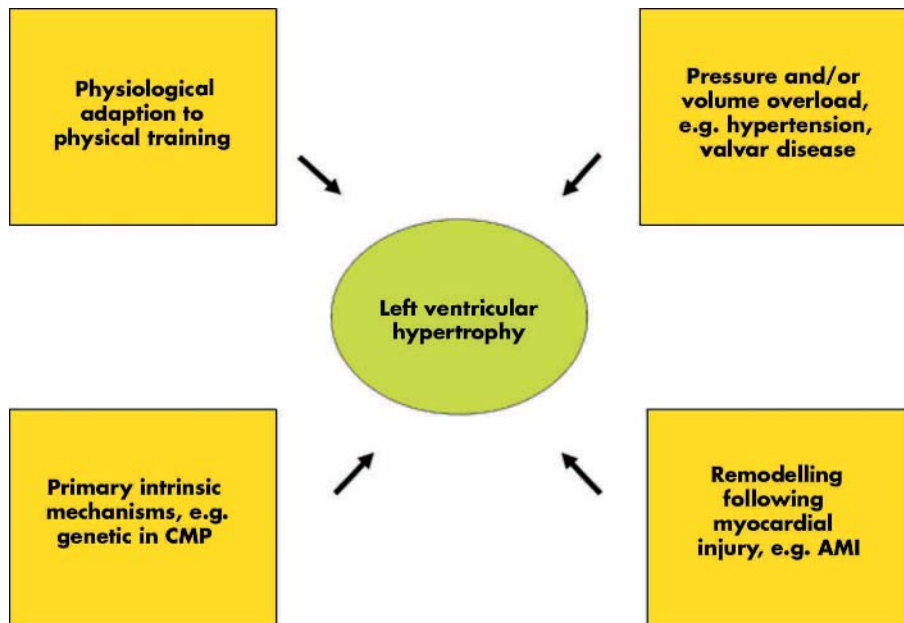 Physiological
adaption to
physical training
Pressure and/or
volume overload,
e.g. hypertension,
valvar disease
Left ventricular
hypertrophy
Primary intrinsic
mechanisms, e.g.
genetic in CMP
Remodelling
following
myocardial
injury, e.g. AMI